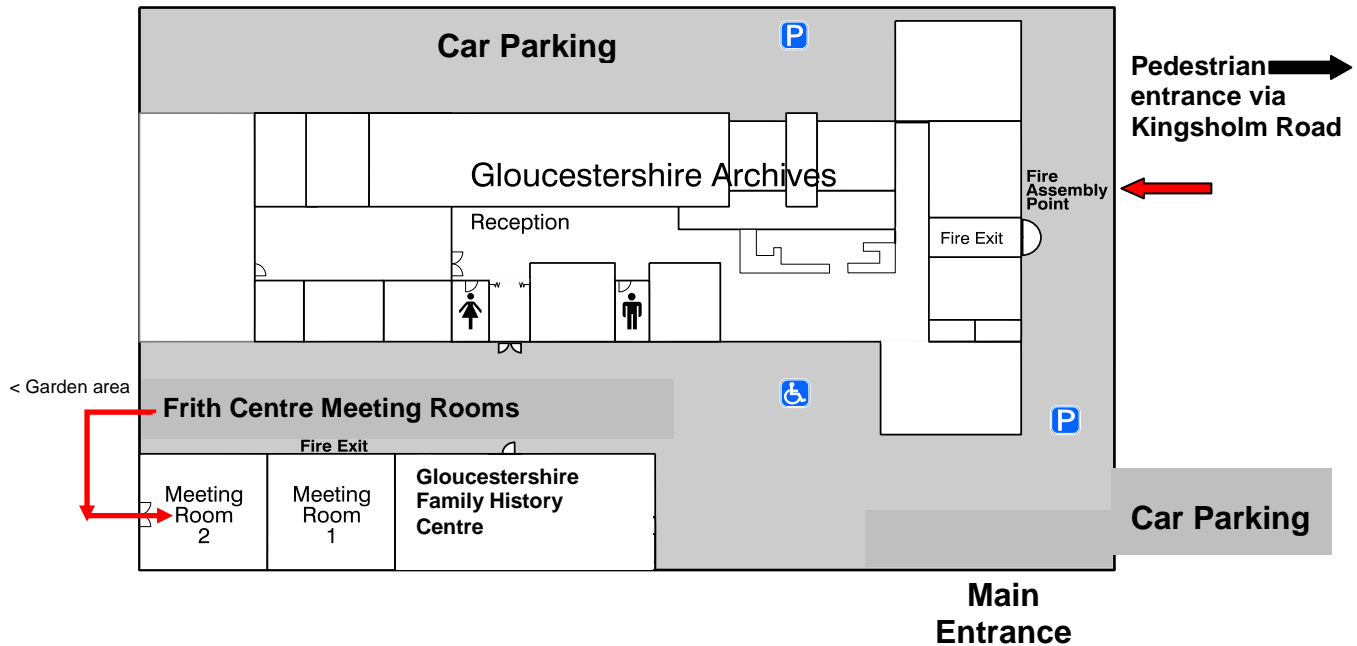 Car Parking
P
Pedestrian
entrance via
Kingsholm Road
Gloucestershire Archives
Fire
Assembly
Point
Reception
Fire Exit
< Garden area
Frith Centre Meeting Rooms
P
Fire Exit
Meeting
Room
2
Meeting
Room
1
Gloucestershire
Family History
Centre
Car Parking
Main
Entrance